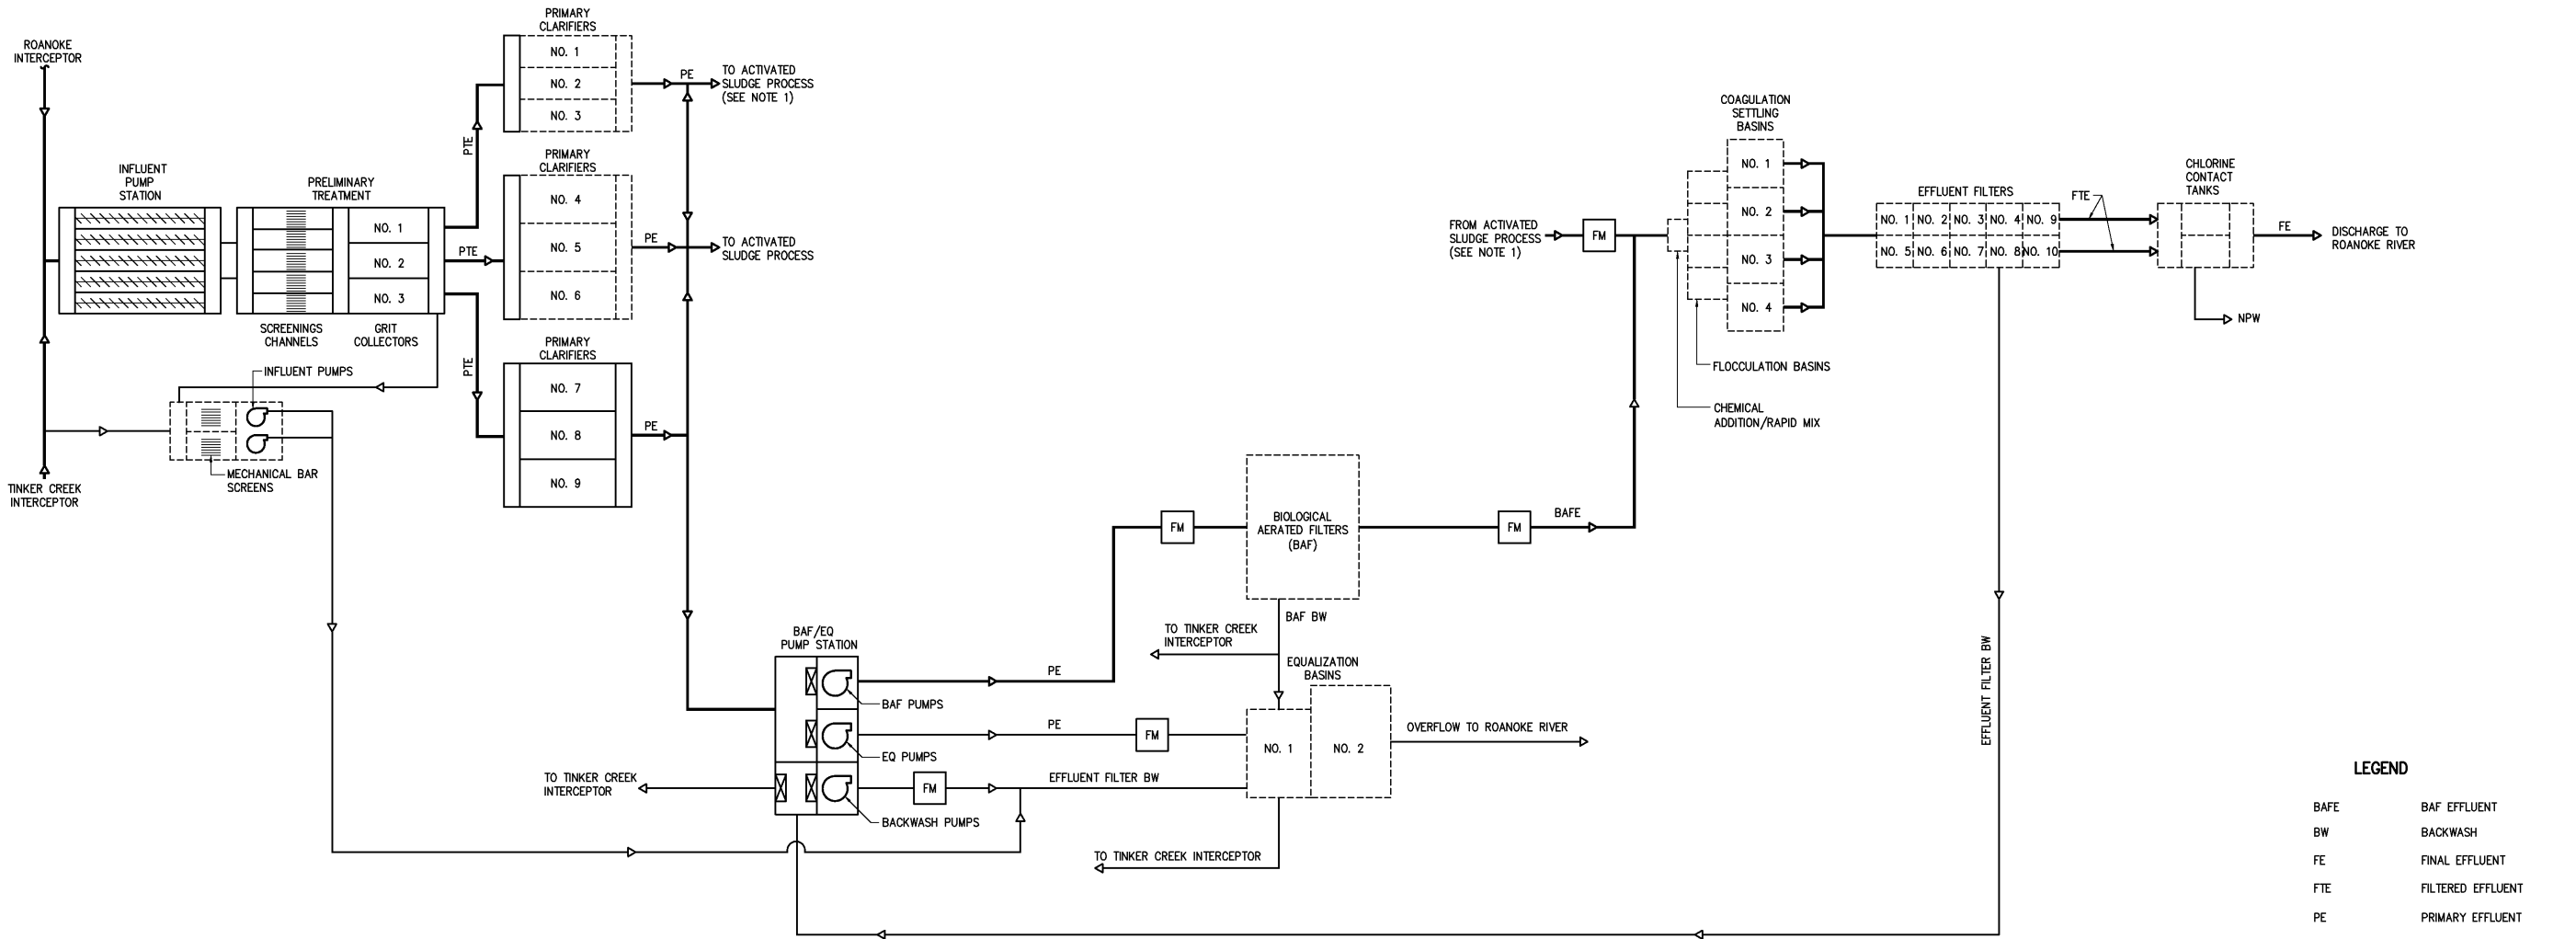 ROANOKE
INTERCEPTOR
INFLUENT
PUMP
STATION
PRELIMINARY
TREATMENT
NO. 1
NO. 2
NO. 3
SCREENINGS
CHANNELS
GRIT
COLLECTORS
PTE
PTE
PTE
PRIMARY
CLARIFIERS
NO. 1
NO. 2
NO. 3
PE
TO ACTIVATED
SLUDGE PROCESS
(SEE NOTE 1)
PRIMARY
CLARIFIERS
NO. 4
NO. 5
NO. 6
PE
TO ACTIVATED
SLUDGE PROCESS
PRIMARY
CLARIFIERS
NO. 7
NO. 8
NO. 9
PE
INFLUENT PUMPS
MECHANICAL BAR
SCREENS
TINKER CREEK
INTERCEPTOR
BAF/EQ
PUMP STATION
BAF PUMPS
EQ PUMPS
BACKWASH PUMPS
TO TINKER CREEK
INTERCEPTOR
PE
PE
FM
EFFLUENT FILTER BW
FM
FM
BIOLOGICAL
AERATED FILTERS
(BAF)
FM
BAFE
BAF BW
TO TINKER CREEK
INTERCEPTOR
EQUALIZATION
BASINS
NO. 1
NO. 2
OVERFLOW TO ROANOKE RIVER
TO TINKER CREEK INTERCEPTOR
FROM ACTIVATED
SLUDGE PROCESS
(SEE NOTE 1)
FM
COAGULATION
SETTLING
BASINS
NO. 1
NO. 2
NO. 3
NO. 4
FLOCCULATION BASINS
CHEMICAL
ADDITION/RAPID MIX
EFFLUENT FILTERS
NO. 1 NO. 2 NO. 3 NO. 4 NO. 9
NO. 5 NO. 6 NO. 7 NO. 8 NO. 10
FTE
CHLORINE
CONTACT
TANKS
FE
DISCHARGE TO
ROANOKE RIVER
NPW
EFFLUENT FILTER BW
LEGEND
BAFE BAF EFFLUENT
BW BACKWASH
FE FINAL EFFLUENT
FTE FILTERED EFFLUENT
PE PRIMARY EFFLUENT